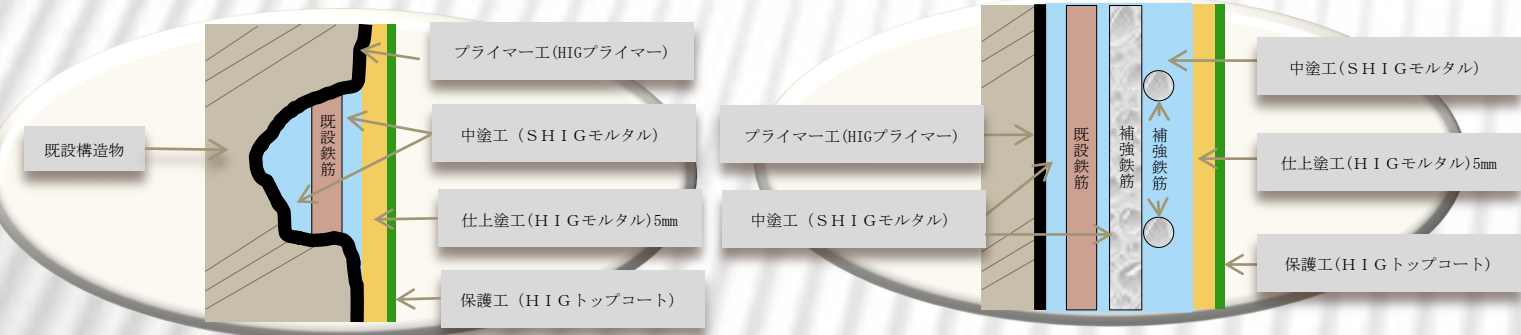 プライマー工(HIGプライマー)
既設構造物
既設鉄筋
中塗工（ＳＨＩＧモルタル）
仕上塗工(ＨＩＧモルタル)5㎜
保護工（ＨＩＧトップコート）
プライマー工(HIGプライマー)
中塗工（ＳＨＩＧモルタル）
既設鉄筋
補強鉄筋
補強鉄筋
中塗工(ＳＨＩＧモルタル)
仕上塗工(ＨＩＧモルタル)5㎜
保護工(ＨＩＧトップコート)